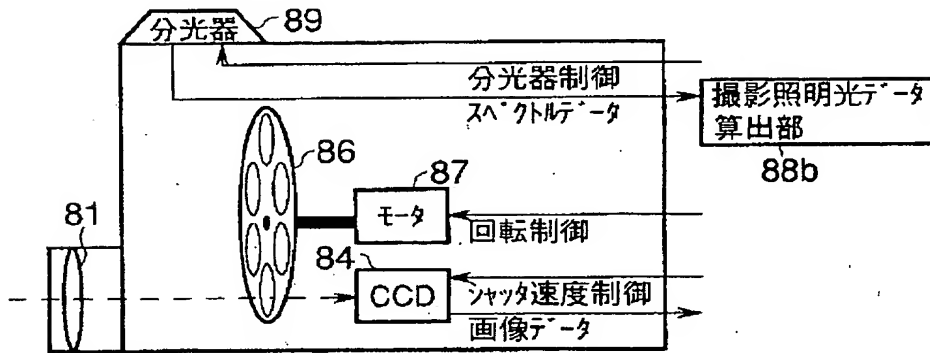 分光器 89
分光器制御
スペクトルデータ
撮影照明光データ
算出部
88b
86
87
モータ
回転制御
81
84
CCD
シャッタ速度制御
画像データ